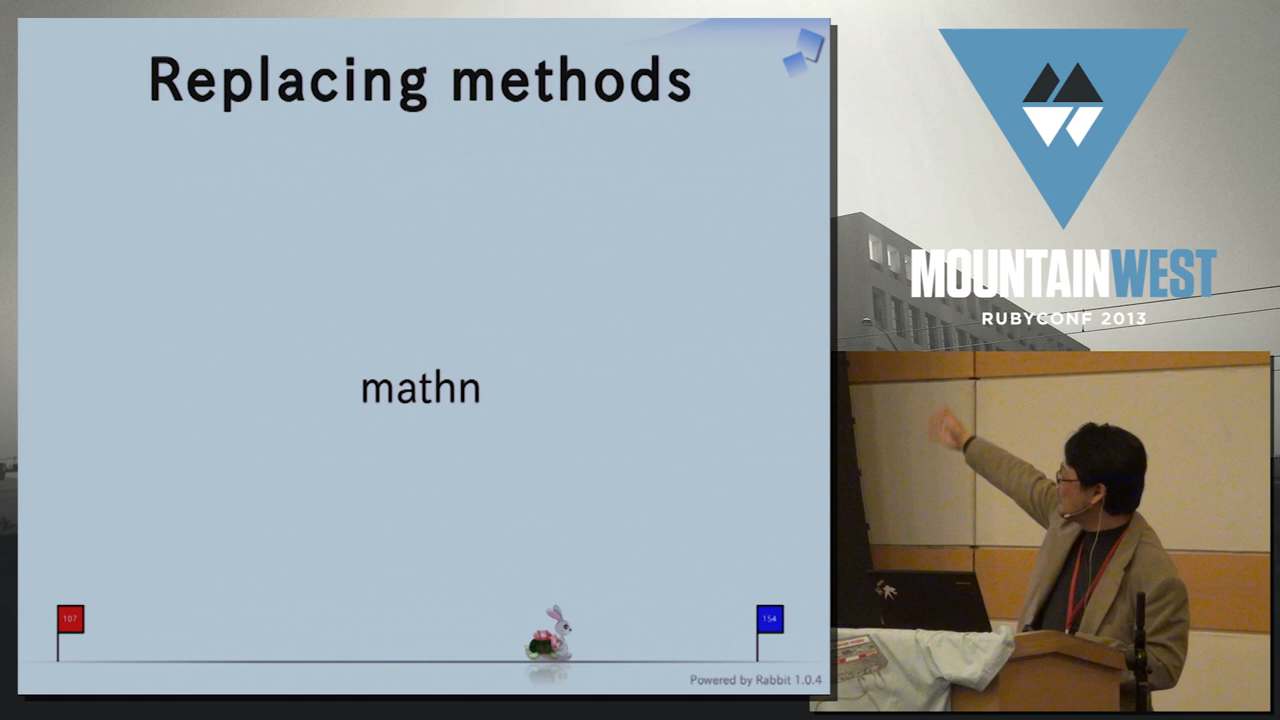 Replacing methods
mathn
107
154
Powered by Rabbit 1.0.4
MOUNTAINWEST
RUBYCONF 2013